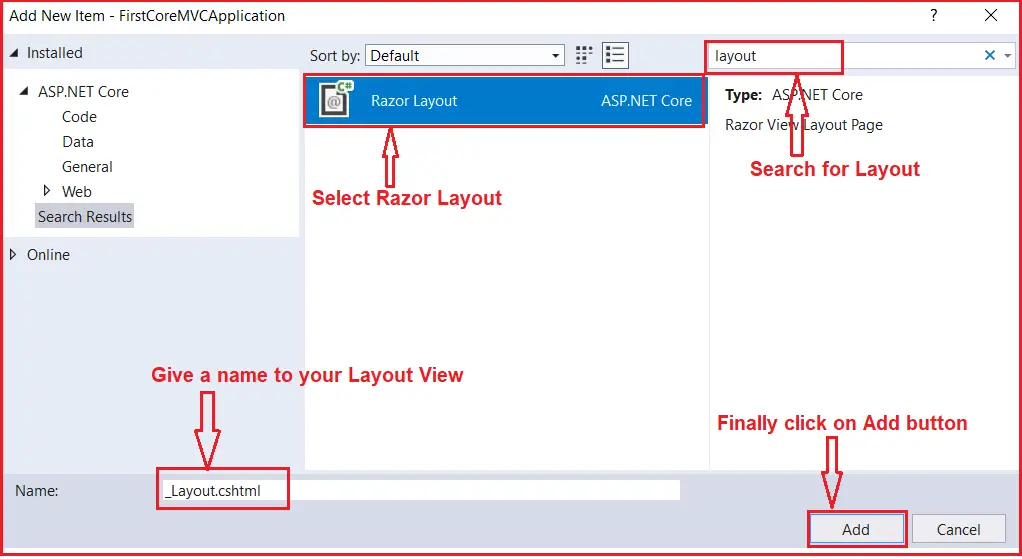 Add New Item - FirstCoreMVCApplication
?
Installed
Sort by: Default
layout
ASP.NET Core
Code
Data
General
Web
Search Results
Online
C#
@
Razor Layout ASP.NET Core
Type: ASP.NET Core
Razor View Layout Page
Search for Layout
Select Razor Layout
Give a name to your Layout View
Finally click on Add button
Name: _Layout.cshtml
Add Cancel